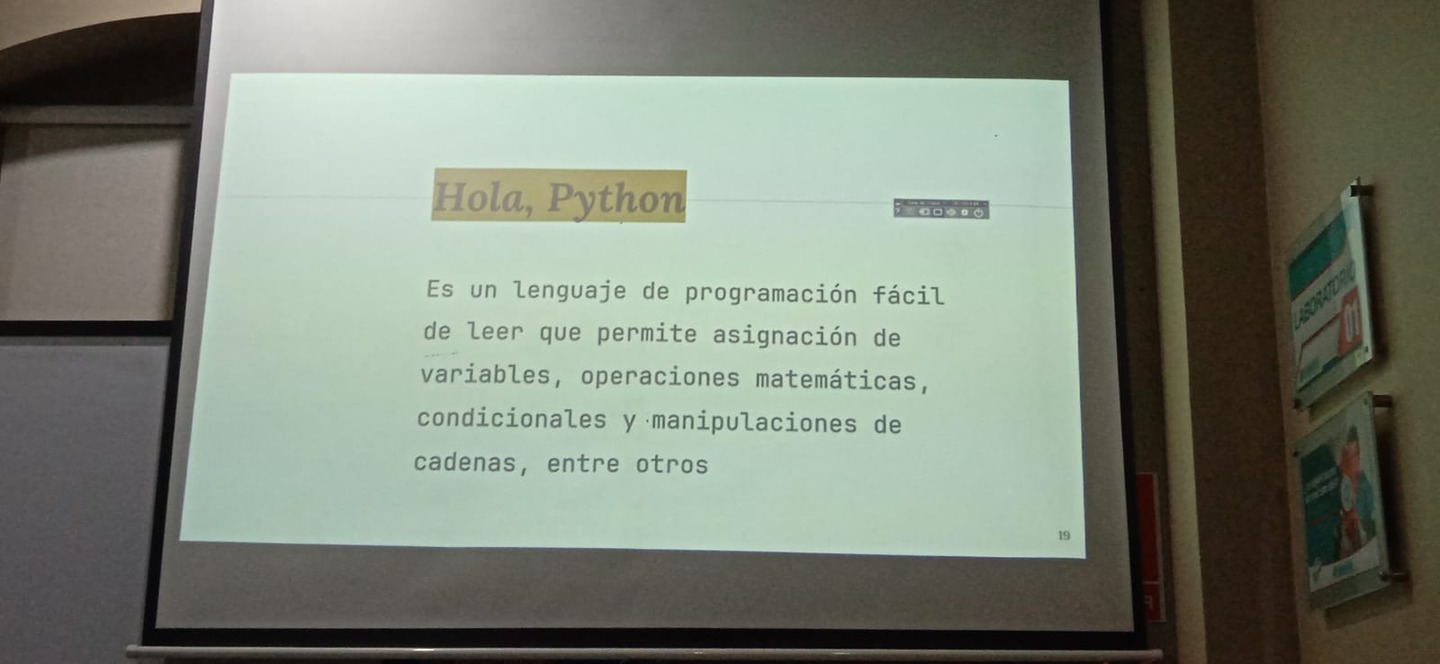 Hola, Python
Es un lenguaje de programación fácil
de leer que permite asignación de
variables, operaciones matemáticas,
condicionales y manipulaciones de
cadenas, entre otros
19
LABORATORIO
01